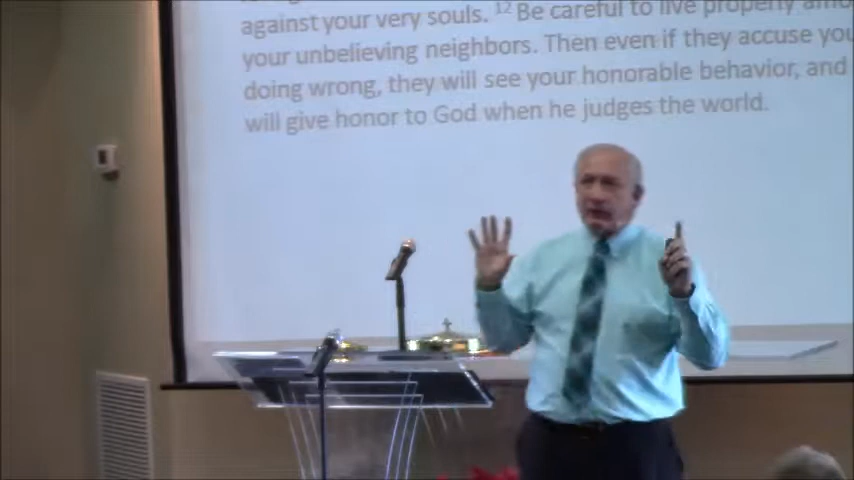 against your very souls. 12 Be careful to live properly
your unbelieving neighbors. Then even if they accuse you
doing wrong, they will see your honorable behavior, and
will give honor to God when he judges the world.